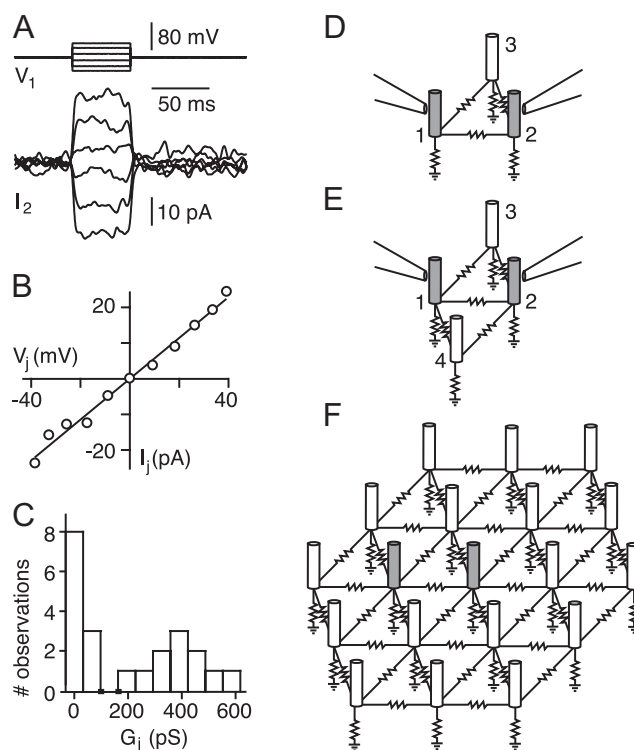 A
80 mV
V1
50 ms
I2
10 pA
B
20
Vj (mV)
-40
40
-20
Ij (pA)
C
8
6
4
2
0
# observations
0 200 400 600
Gj (pS)
D
3
1
2
E
3
1
2
4
F